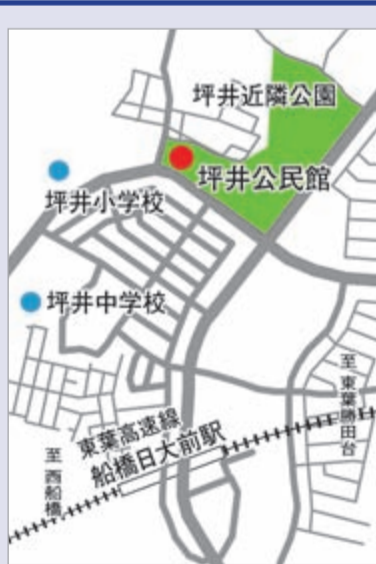 坪井近隣公園
坪井公民館
坪井小学校
坪井中学校
至 東葉勝田台
東葉高速線
船橋日大前駅
至 西船橋